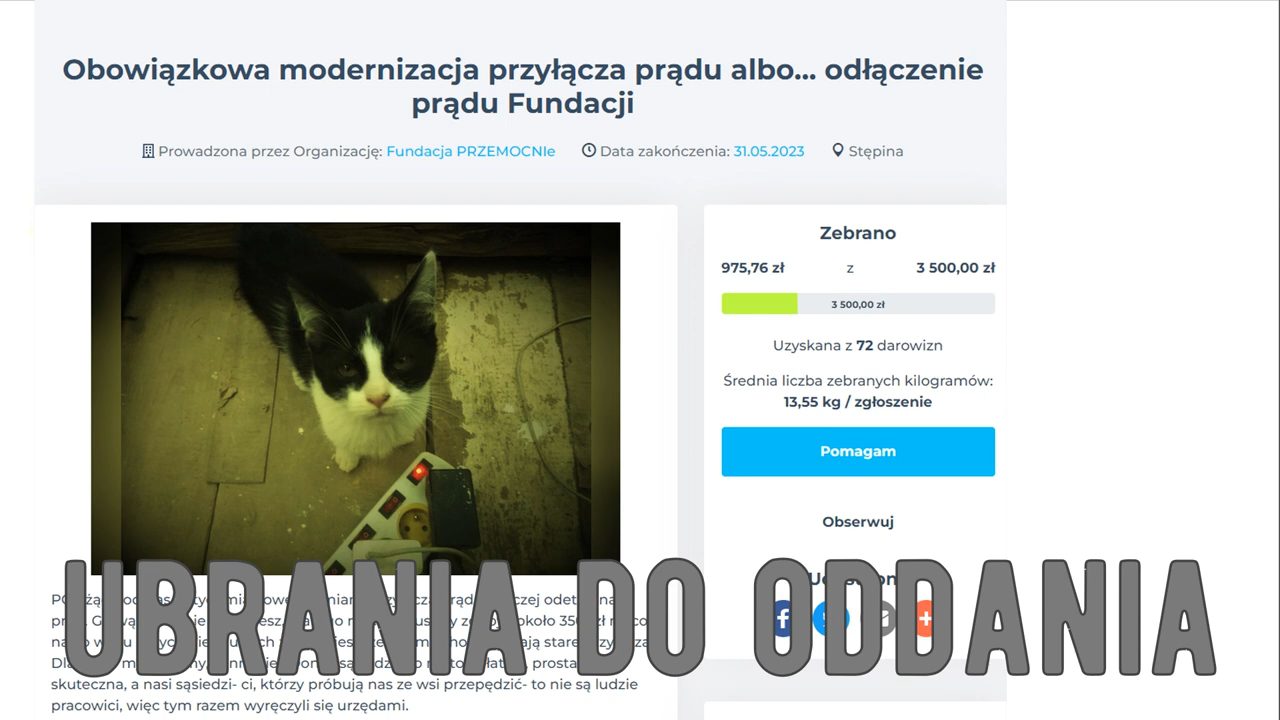 Obowiązkowa modernizacja przyłącza prądu albo... odłączenie
prądu Fundacji
Prowadzona przez Organizację: Fundacja PRZEMOCNIe Data zakończenia: 31.05.2023 Stępina
Zebrano
975,76 zł z 3 500,00 zł
3 500,00 zł
Uzyskana z 72 darowizn
Średnia liczba zebranych kilogramów:
13,55 kg / zgłoszenie
Pomagam
Obserwuj
UBRANIA DO ODDANIA
skuteczna, a nasi sąsiedzi- ci, którzy próbują nas ze wsi przepędzić- to nie są ludzie
pracowici, więc tym razem wyręczyli się urzędami.